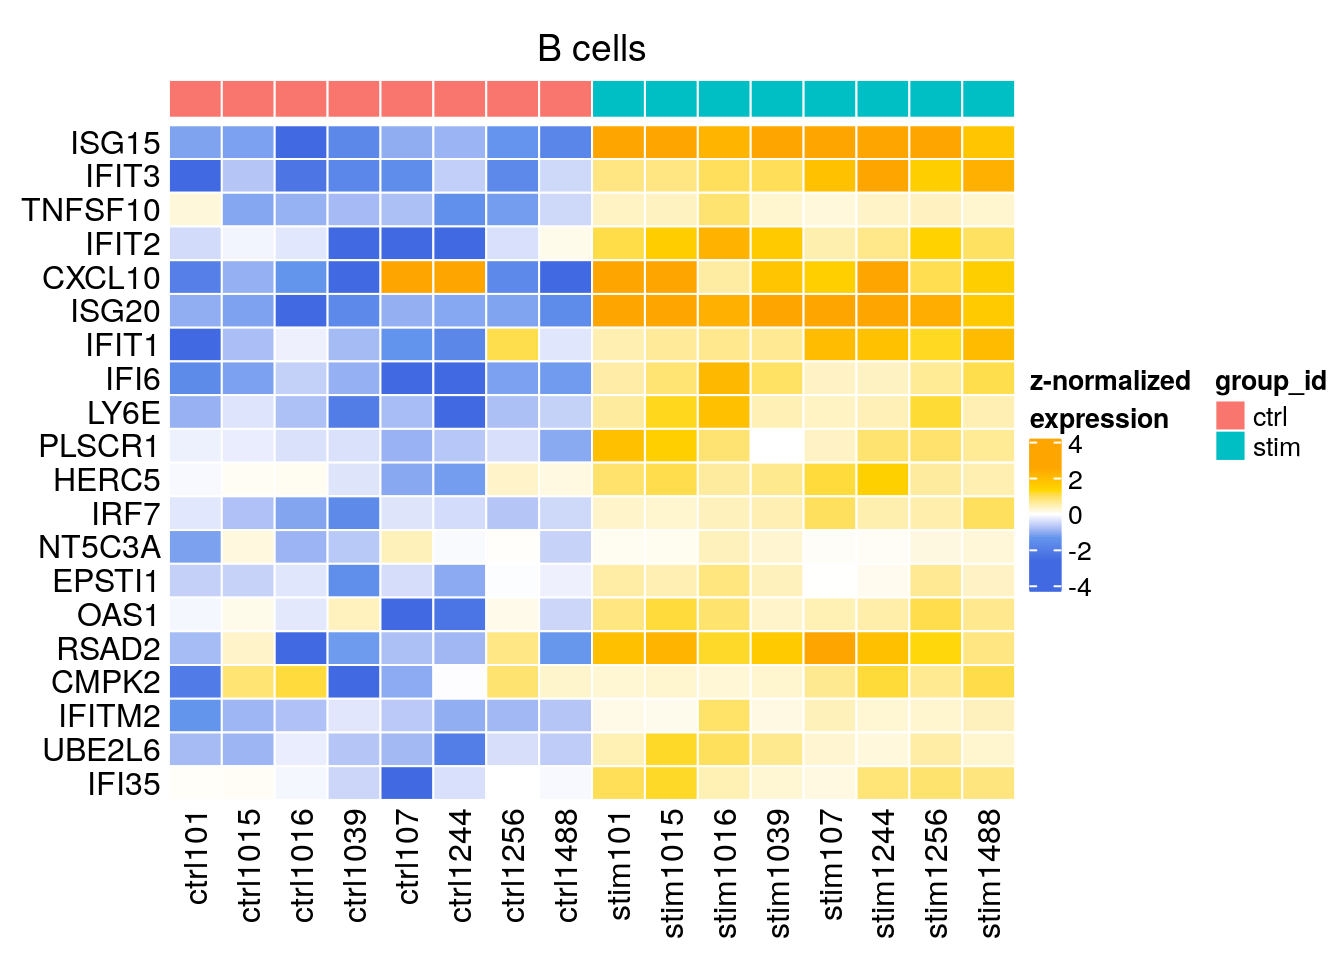 B cells
ISG15
IFIT3
TNFSF10
IFIT2
CXCL10
ISG20
IFIT1
IFI6
LY6E
PLSCR1
HERC5
IRF7
NT5C3A
EPSTI1
OAS1
RSAD2
CMPK2
IFITM2
UBE2L6
IFI35
ctrl101
ctrl1015
ctrl1016
ctrl1039
ctrl107
ctrl1244
ctrl1256
ctrl1488
stim101
stim1015
stim1016
stim1039
stim107
stim1244
stim1256
stim1488
z-normalized
expression
4
2
0
-2
-4
group_id
ctrl
stim